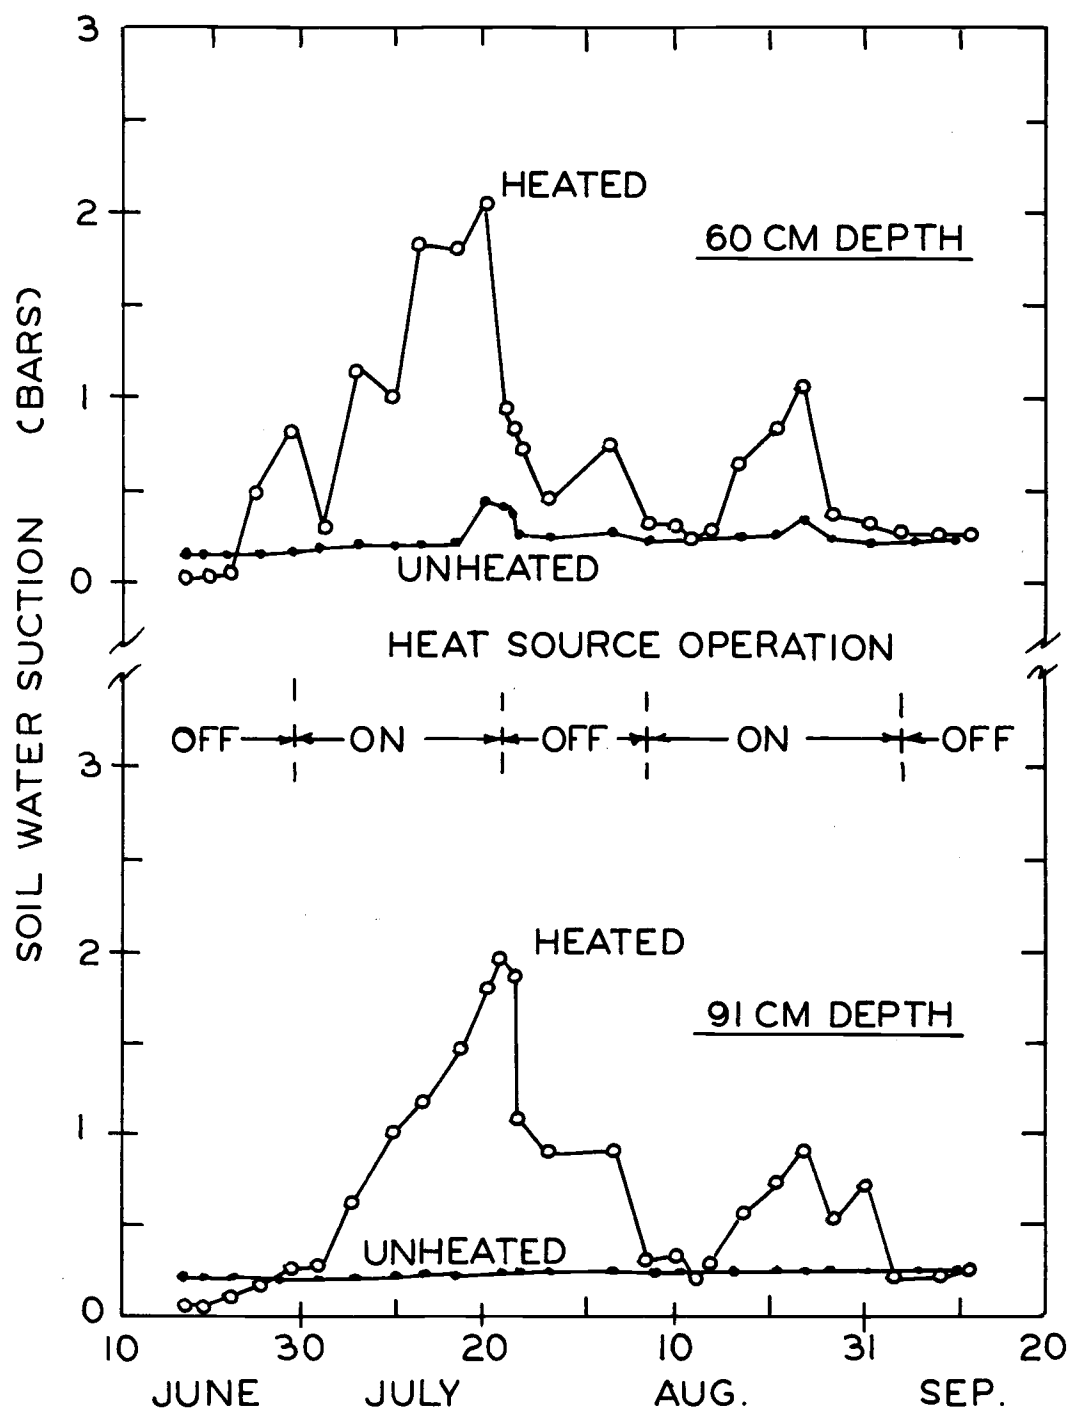 SOIL WATER SUCTION (BARS)
3
HEATED
2
60 CM DEPTH
1
UNHEATED
0
HEAT SOURCE OPERATION
OFF ON OFF ON OFF
3
HEATED
2
91 CM DEPTH
1
UNHEATED
0
10 30 20 10 31 20
JUNE JULY AUG. SEP.